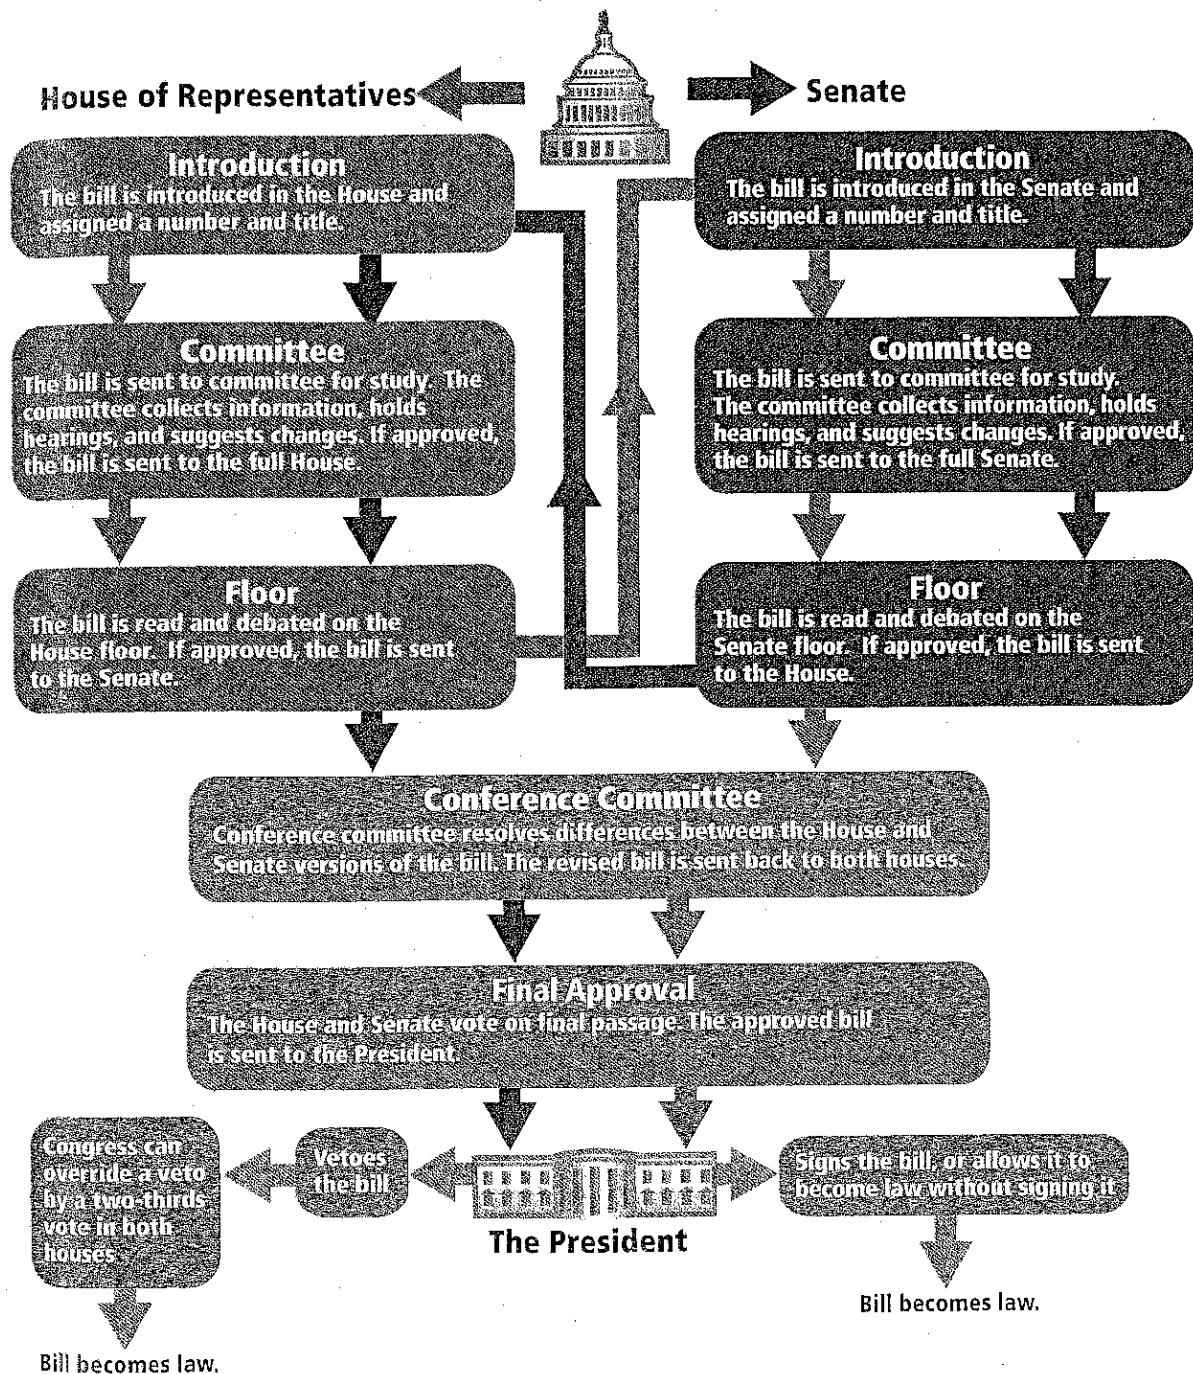 House of Representatives
Senate
Introduction
The bill is introduced in the House and
assigned a number and title.
Introduction
The bill is introduced in the Senate and
assigned a number and title.
Committee
The bill is sent to committee for study. The
committee collects information, holds
hearings, and suggests changes. If approved,
the bill is sent to the full House.
Committee
The bill is sent to committee for study.
The committee collects information, holds
hearings, and suggests changes. If approved,
the bill is sent to the full Senate.
Floor
The bill is read and debated on the
House floor. If approved, the bill is sent
to the Senate.
Floor
The bill is read and debated on the
Senate floor. If approved, the bill is sent
to the House.
Conference Committee
Conference committee resolves differences between the House and
Senate versions of the bill. The revised bill is sent back to both houses.
Final Approval
The House and Senate vote on final passage. The approved bill
is sent to the President.
Congress can
override a veto
by a two-thirds
vote in both
houses
Vetoes
the bill
The President
Signs the bill, or allows it to
become law without signing it
Bill becomes law.
Bill becomes law.